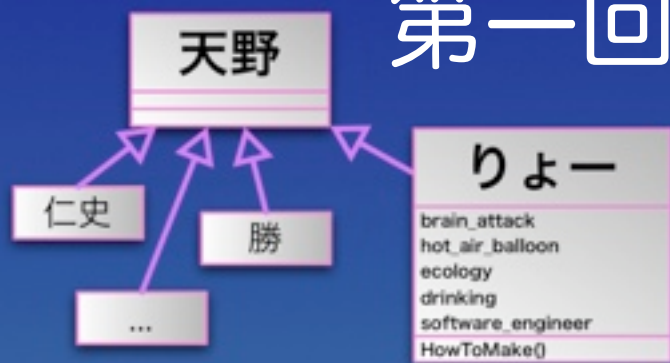 第一回
天野
りょー
仁史
勝
...
brain_attack
hot_air_balloon
ecology
drinking
software_engineer
HowToMake()